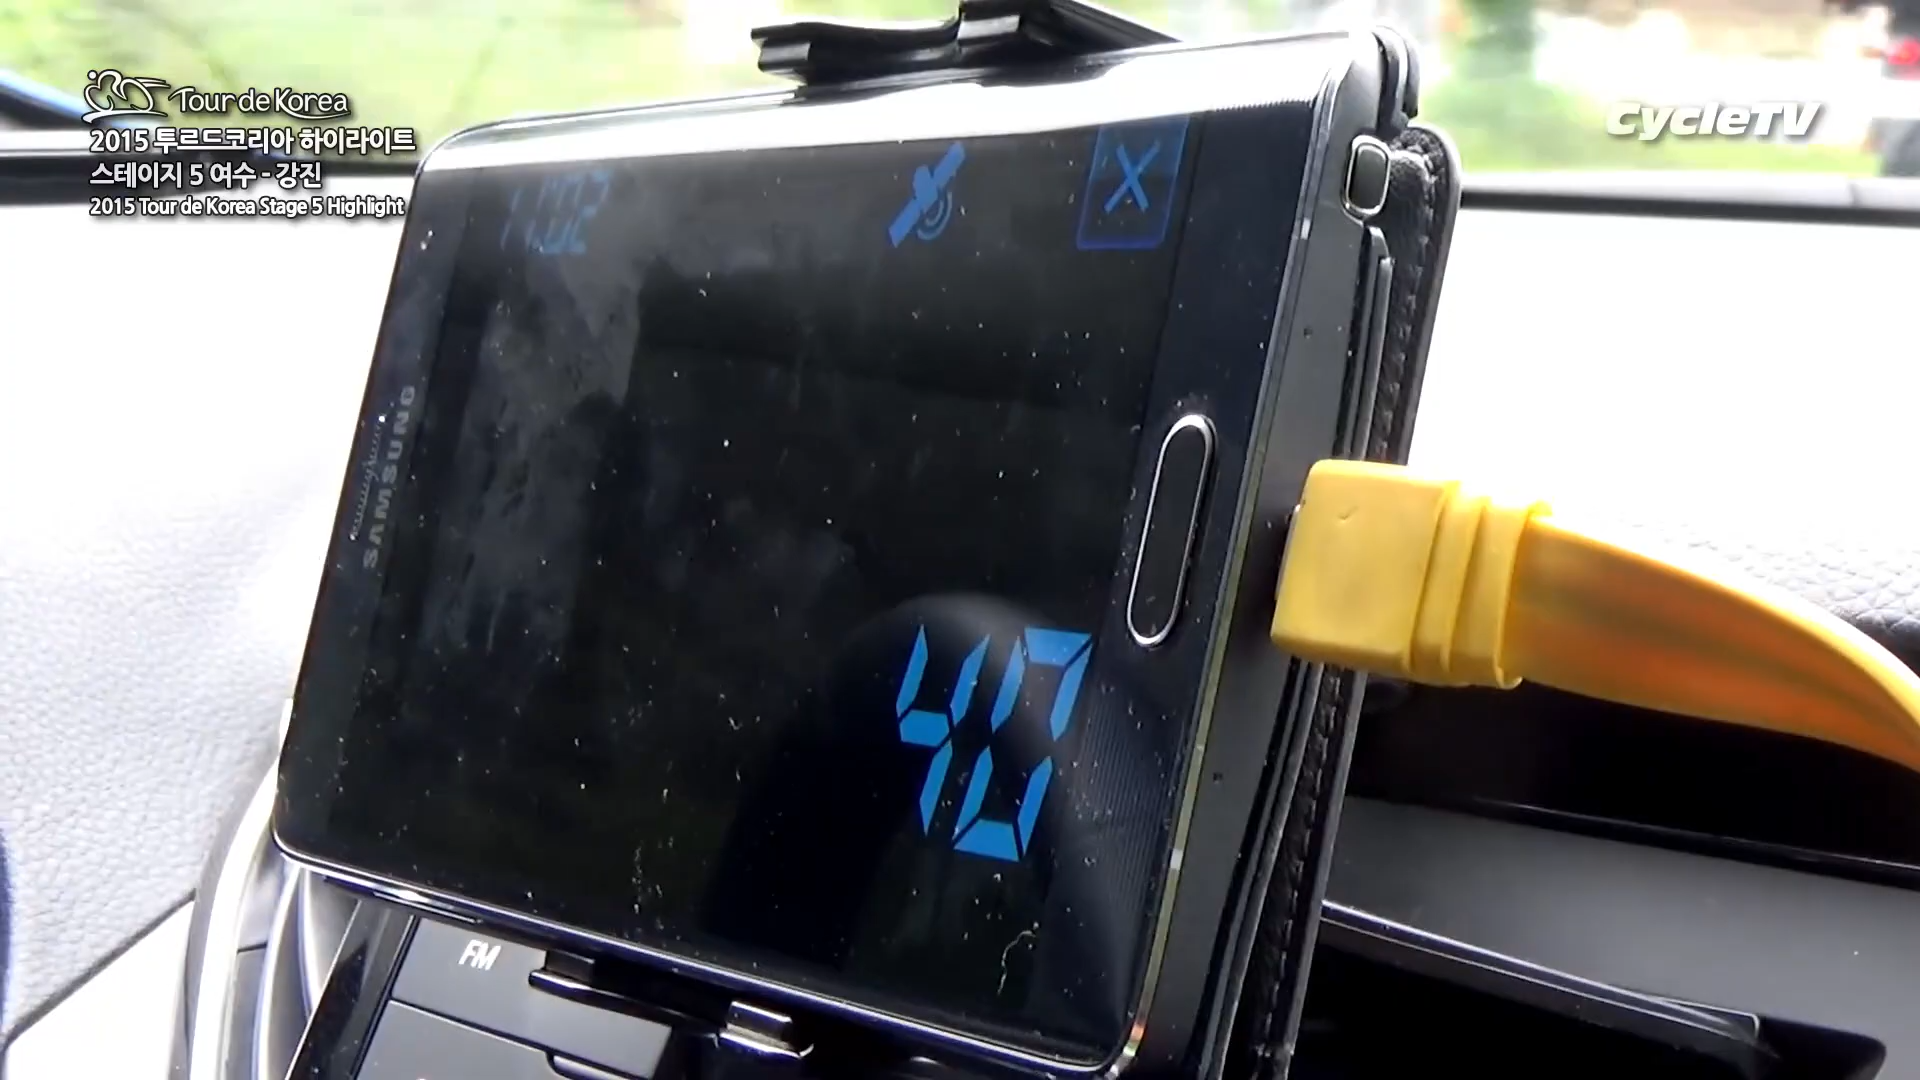 Tour de Korea
2015 투르드코리아 하이라이트
스테이지 5 여수 - 강진
2015 Tour de Korea Stage 5 Highlight
CycleTV
X
SAMSUNG
40
FM